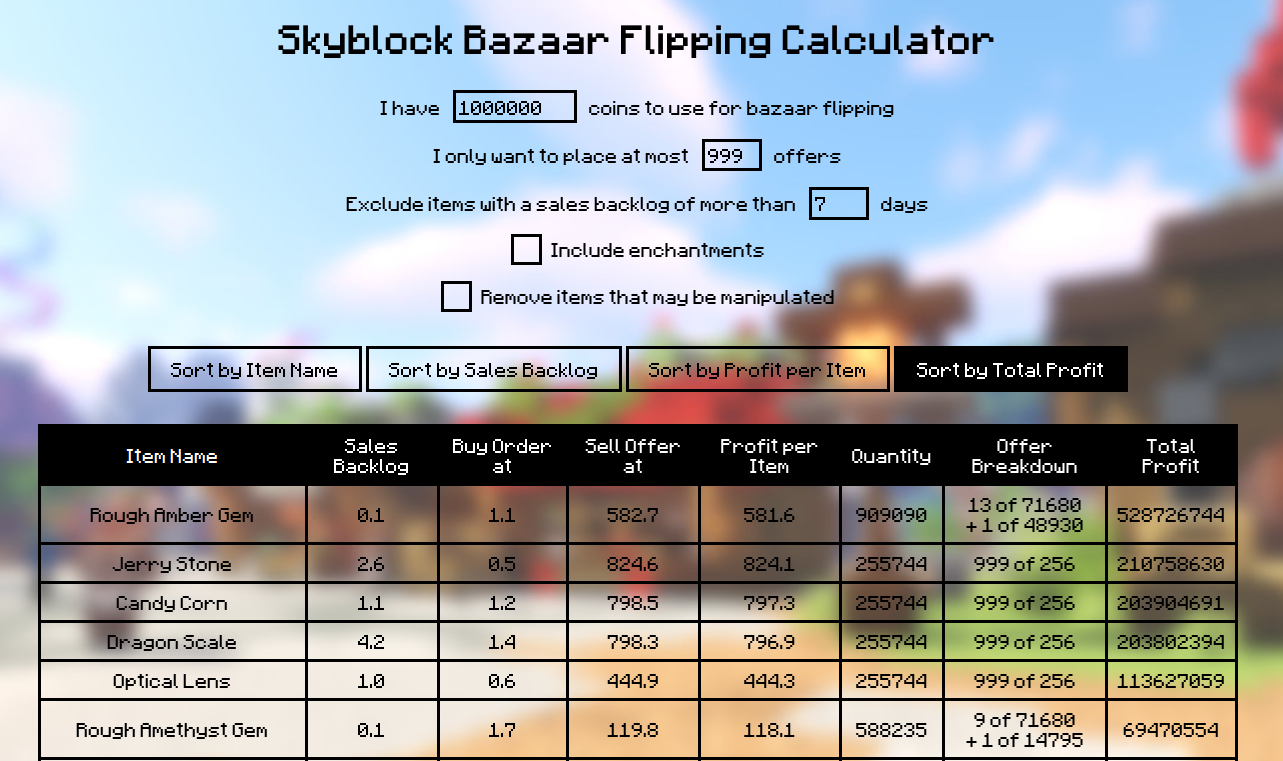 Skyblock Bazaar Flipping Calculator
I have 1000000 coins to use for bazaar flipping
I only want to place at most 999 offers
Exclude items with a sales backlog of more than 7 days
Include enchantments
Remove items that may be manipulated
Sort by Item Name Sort by Sales Backlog Sort by Profit per Item Sort by Total Profit
Item Name Sales Backlog Buy Order at Sell Offer at Profit per Item Quantity Offer Breakdown Total Profit
Rough Amber Gem 0.1 1.1 582.7 581.6 909090 13 of 71680 + 1 of 48930 528726744
Jerry Stone 2.6 0.5 824.6 824.1 255744 999 of 256 210758630
Candy Corn 1.1 1.2 798.5 797.3 255744 999 of 256 203904691
Dragon Scale 4.2 1.4 798.3 796.9 255744 999 of 256 203802394
Optical Lens 1.0 0.6 444.9 444.3 255744 999 of 256 113627059
Rough Amethyst Gem 0.1 1.7 119.8 118.1 588235 9 of 71680 + 1 of 14795 69470554